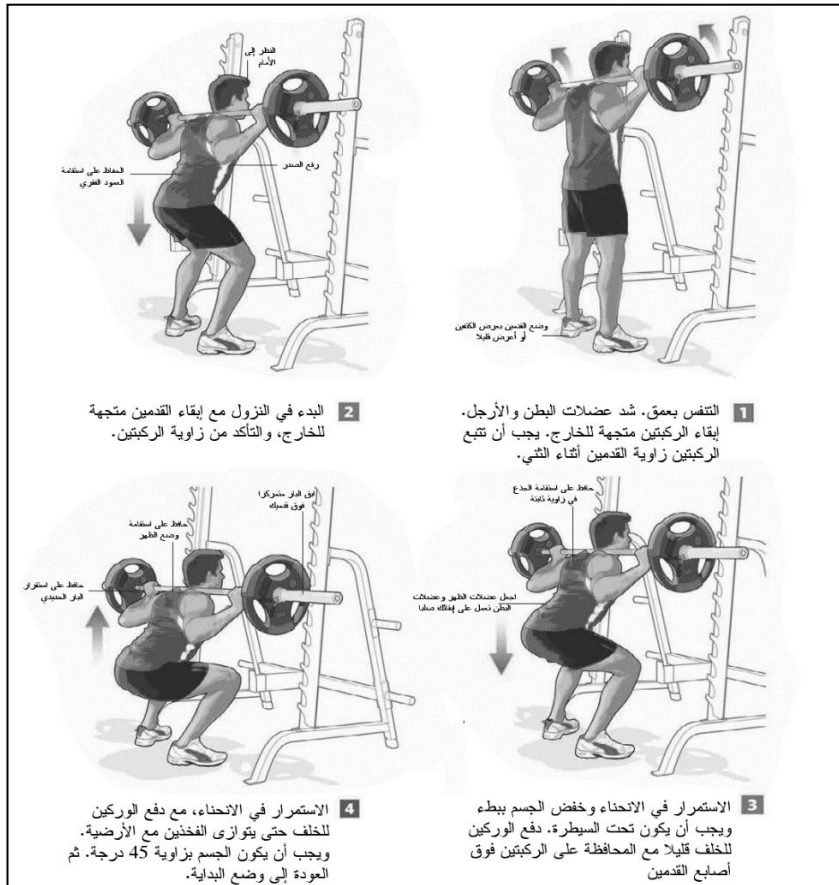 وضع القدمين بعرض الكتفين
أو أعرض قليلا
1 التنفس بعمق. شد عضلات البطن والأرجل.
إبقاء الركبتين متجهة للخارج. يجب أن تتبع
الركبتين زاوية القدمين أثناء الثني.
النظر إلى
الأمام
رفع الصدر
الحفاظ على استقامة
العمود الفقري
2 البدء في النزول مع إبقاء القدمين متجهة
للخارج، والتأكد من زاوية الركبتين.
حافظ على استقامة الجذع
في زاوية ثابتة
اجعل عضلات الظهر وعضلات
البطن تعمل على إبقائك صلبا
3 الاستمرار في الانحناء وخفض الجسم ببطء
ويجب أن يكون تحت السيطرة. دفع الوركين
للخلف قليلا مع المحافظة على الركبتين فوق
أصابع القدمين
ابق البار متمركزا
فوق قدميك
حافظ على استقامة
وضع الظهر
حافظ على استقرار
البار الحديدي
4 الاستمرار في الانحناء، مع دفع الوركين
للخلف حتى يتوازى الفخذين مع الأرضية.
ويجب أن يكون الجسم بزاوية 45 درجة. ثم
العودة إلى وضع البداية.